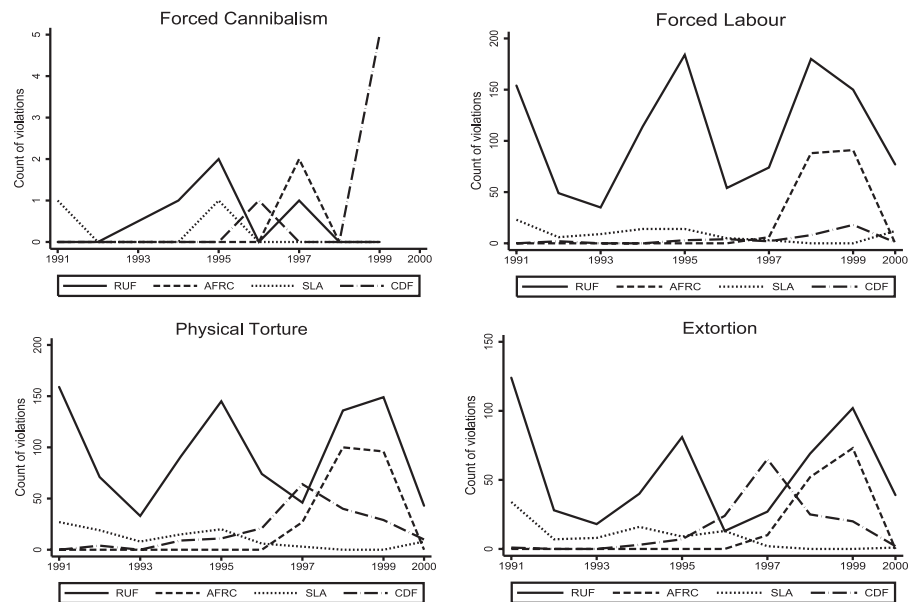 Forced Cannibalism
Count of violations
5
4
3
2
1
0
1991 1993 1995 1997 1999 2000
RUF AFRC SLA CDF
Forced Labour
Count of violations
200
150
100
50
0
1991 1993 1995 1997 1999 2000
RUF AFRC SLA CDF
Physical Torture
Count of violations
200
150
100
50
0
1991 1993 1995 1997 1999 2000
RUF AFRC SLA CDF
Extortion
Count of violations
150
100
50
0
1991 1993 1995 1997 1999 2000
RUF AFRC SLA CDF